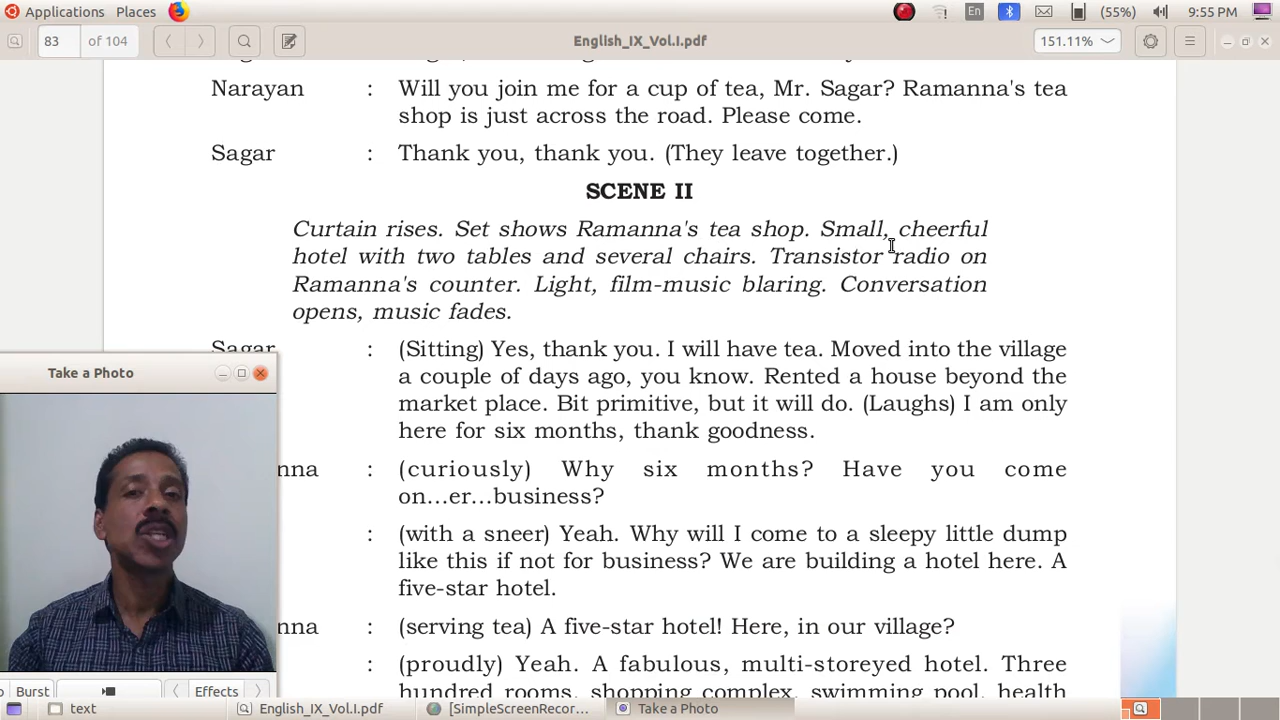 Applications Places En (55%) 9:55 PM
83 of 104 English_IX_Vol.I.pdf 151.11%
Narayan : Will you join me for a cup of tea, Mr. Sagar? Ramanna's tea
shop is just across the road. Please come.
Sagar : Thank you, thank you. (They leave together.)
SCENE II
Curtain rises. Set shows Ramanna's tea shop. Small, cheerful
hotel with two tables and several chairs. Transistor radio on
Ramanna's counter. Light, film-music blaring. Conversation
opens, music fades.
Sagar : (Sitting) Yes, thank you. I will have tea. Moved into the village
a couple of days ago, you know. Rented a house beyond the
market place. Bit primitive, but it will do. (Laughs) I am only
here for six months, thank goodness.
nna : (curiously) Why six months? Have you come
on...er...business?
: (with a sneer) Yeah. Why will I come to a sleepy little dump
like this if not for business? We are building a hotel here. A
five-star hotel.
nna : (serving tea) A five-star hotel! Here, in our village?
: (proudly) Yeah. A fabulous, multi-storeyed hotel. Three
hundred rooms, shopping complex, swimming pool, health
Take a Photo
Burst Effects
text English_IX_Vol.I.pdf [SimpleScreenRecor... Take a Photo